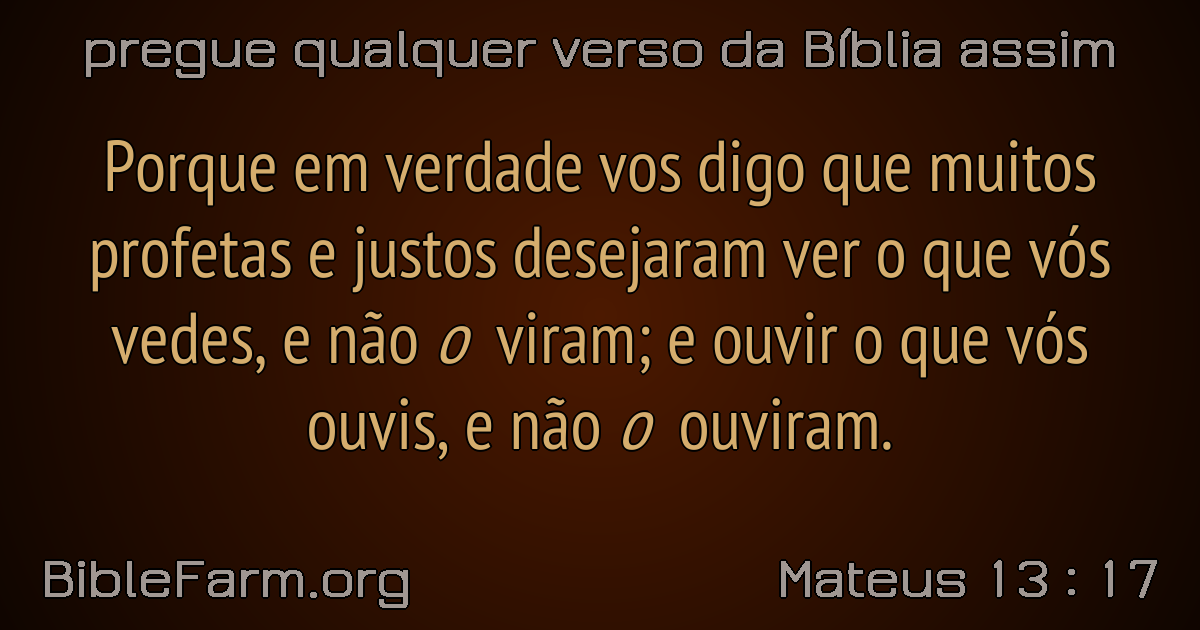 pregue qualquer verso da Bíblia assim
Porque em verdade vos digo que muitos
profetas e justos desejaram ver o que vós
vedes, e não o viram; e ouvir o que vós
ouvis, e não o ouviram.
BibleFarm.org
Mateus 13 : 17